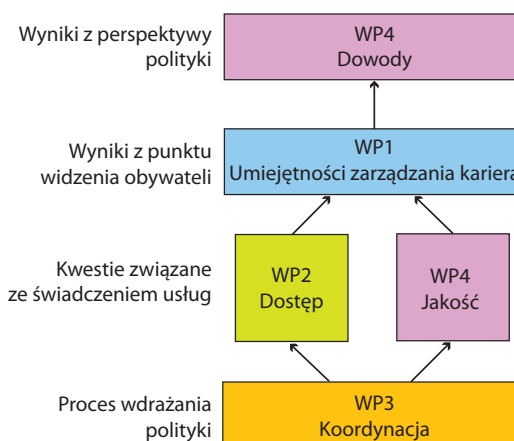 Wyniki z perspektywy
polityki
WP4
Dowody
Wyniki z punktu
widzenia obywateli
WP1
Umiejętności zarządzania kariera
Kwestie związane
ze świadczeniem usług
WP2
Dostęp
WP4
Jakość
Proces wdrażania
polityki
WP3
Koordynacja